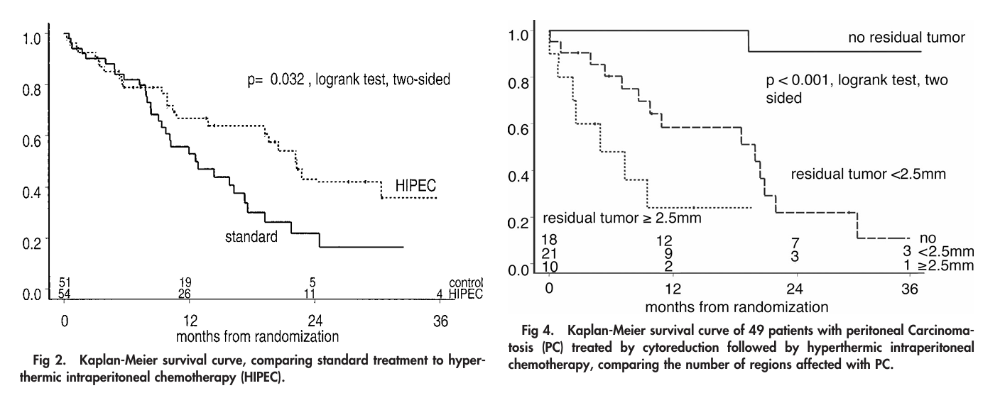 1.0
0.8
0.6
0.4
0.2
0.0
p= 0.032 , logrank test, two-sided
HIPEC
standard
51 19 5 control
54 26 11 4 HIPEC
0 12 24 36
months from randomization
Fig 2. Kaplan-Meier survival curve, comparing standard treatment to hyper-
thermic intraperitoneal chemotherapy (HIPEC).
1.0
0.8
0.6
0.4
0.2
0.0
no residual tumor
p < 0.001, logrank test, two
sided
residual tumor <2.5mm
residual tumor ≥ 2.5mm
18 12 7 no
21 9 3 3 <2.5mm
10 2 1 ≥2.5mm
0 12 24 36
months from randomization
Fig 4. Kaplan-Meier survival curve of 49 patients with peritoneal Carcinoma-
tosis (PC) treated by cytoreduction followed by hyperthermic intraperitoneal
chemotherapy, comparing the number of regions affected with PC.